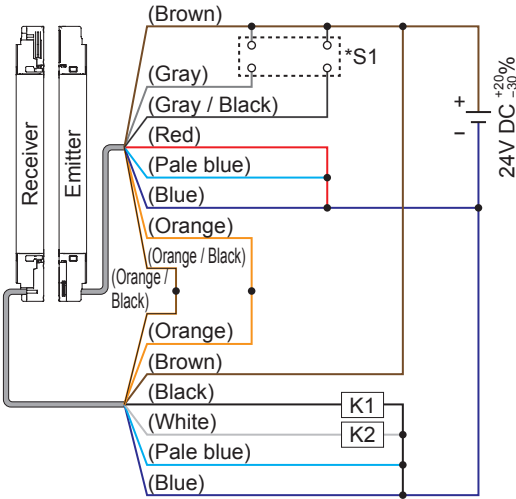 (Brown)
*S1
(Gray)
(Gray / Black)
(Red)
(Pale blue)
(Blue)
(Orange)
(Orange / Black)
(Orange /
Black)
(Orange)
(Brown)
(Black)
(White)
(Pale blue)
(Blue)
K1
K2
Receiver
Emitter
+
−
24V DC +20 −30 %